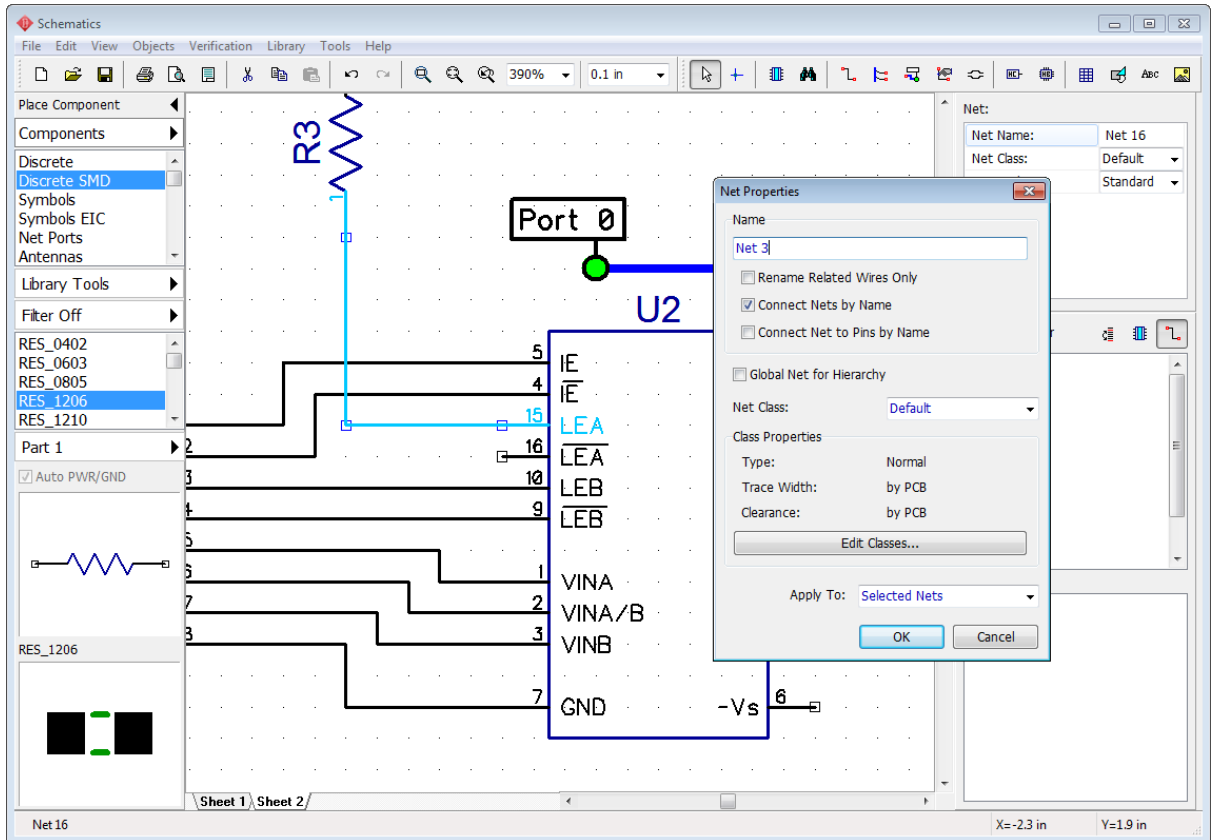 Schematics
File Edit View Objects Verification Library Tools Help
390% 0.1 in ABC
Place Component
Components
Discrete
Discrete SMD
Symbols
Symbols EIC
Net Ports
Antennas
Library Tools
Filter Off
RES_0402
RES_0603
RES_0805
RES_1206
RES_1210
Part 1
Auto PWR/GND
RES_1206
R3
1
Port 0
U2
5 IE
4 IE
15 LEA
16 LEA
2
10 LEB
3
9 LEB
4
5
6
1 VINA
7
2 VINA/B
8
3 VINB
7 GND
-Vs 6
Sheet 1 Sheet 2
Net:
Net Name: Net 16
Net Class: Default
Standard
r
Net Properties
Name
Net 3
Rename Related Wires Only
Connect Nets by Name
Connect Net to Pins by Name
Global Net for Hierarchy
Net Class: Default
Class Properties
Type: Normal
Trace Width: by PCB
Clearance: by PCB
Edit Classes...
Apply To: Selected Nets
OK Cancel
Net 16 X=-2.3 in Y=1.9 in